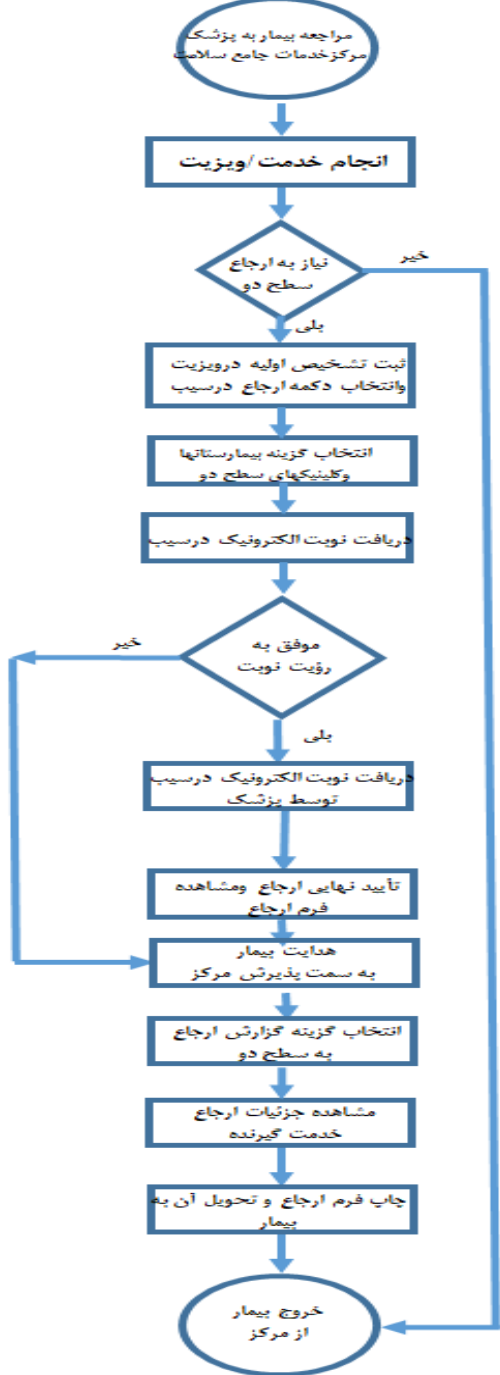 مراجعه بیمار به پزشک
مرکزخدمات جامع سلامت
انجام خدمت/ویزیت
نیاز به ارجاع
سطح دو
خیر
بلی
ثبت تشخیص اولیه درویزیت
وانتخاب دکمه ارجاع درسیب
انتخاب گزینه بیمارستانها
وکلینیکهای سطح دو
دریافت نوبت الکترونیک درسیب
موفق به
رؤیت نوبت
خیر
بلی
دریافت نوبت الکترونیک درسیب
توسط پزشک
تأیید نهایی ارجاع ومشاهده
فرم ارجاع
هدایت بیمار
به سمت پذیرش مرکز
انتخاب گزینه گزارش ارجاع
به سطح دو
مشاهده جزئیات ارجاع
خدمت گیرنده
چاپ فرم ارجاع و تحویل آن به
بیمار
خروج بیمار
از مرکز